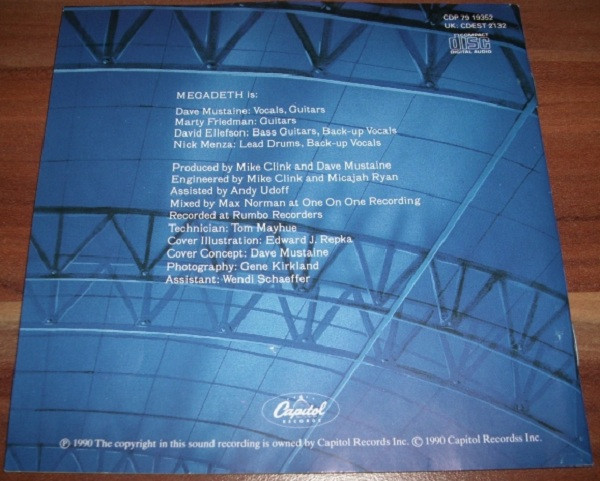 CDP 79 19352
UK: CDEST 2132
COMPACT
disc
DIGITAL AUDIO
MEGADETH is:
Dave Mustaine: Vocals, Guitars
Marty Friedman: Guitars
David Ellefson: Bass Guitars, Back-up Vocals
Nick Menza: Lead Drums, Back-up Vocals
Produced by Mike Clink and Dave Mustaine
Engineered by Mike Clink and Micajah Ryan
Assisted by Andy Udoff
Mixed by Max Norman at One On One Recording
Recorded at Rumbo Recorders
Technician: Tom Mayhue
Cover Illustration: Edward J. Repka
Cover Concept: Dave Mustaine
Photography: Gene Kirkland
Assistant: Wendi Schaeffer
Capitol
RECORDS
Ⓟ 1990 The copyright in this sound recording is owned by Capitol Records Inc. © 1990 Capitol Recordss Inc.